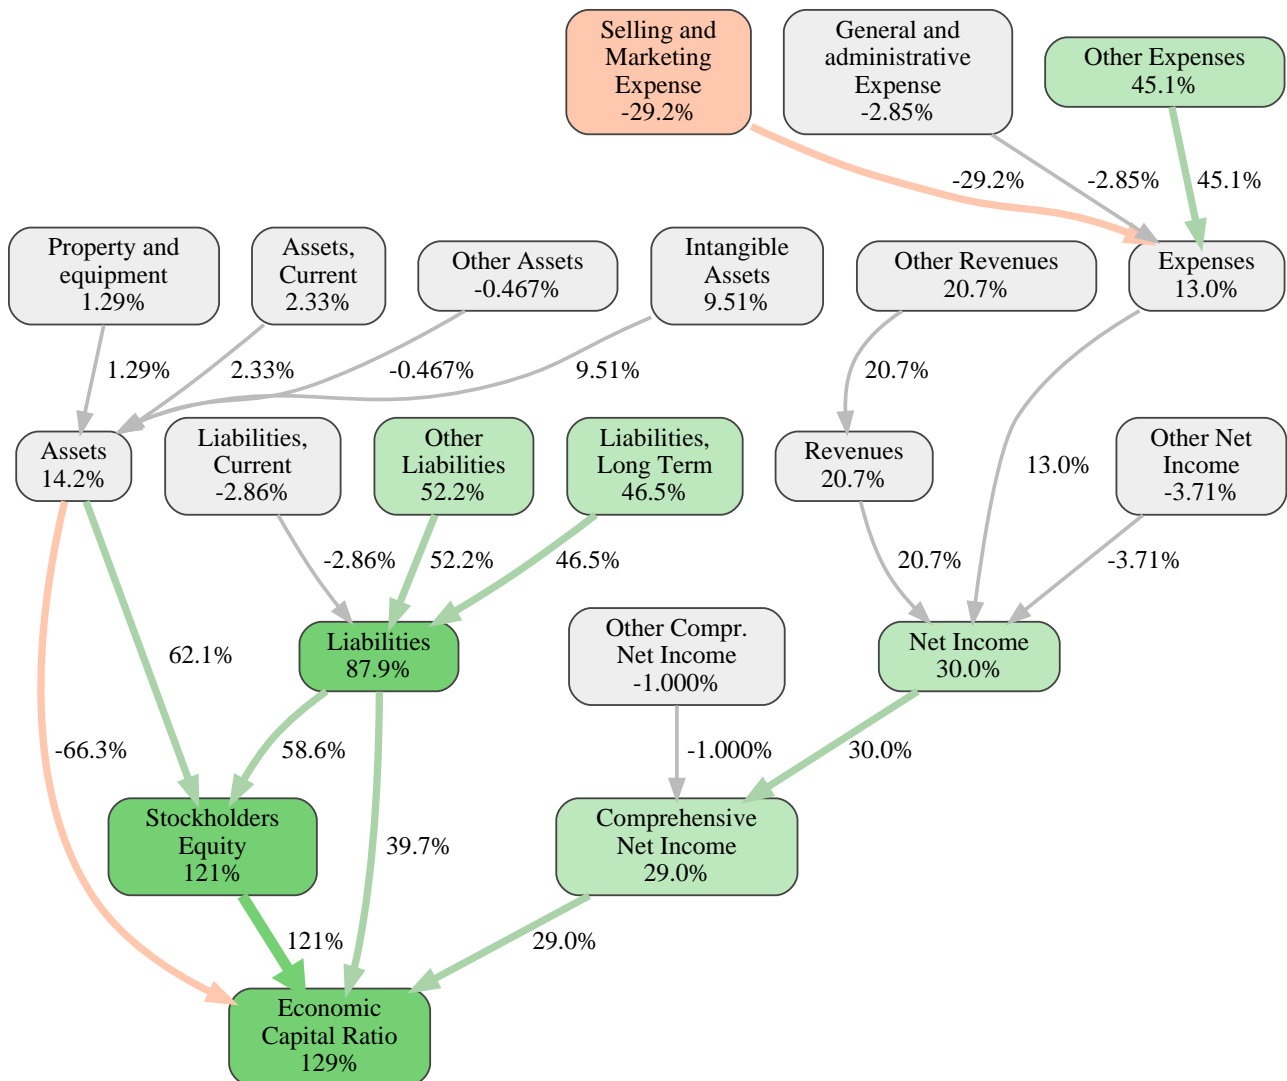 Selling and
Marketing
Expense
-29.2%
General and
administrative
Expense
-2.85%
Other Expenses
45.1%
-29.2%
-2.85%
45.1%
Property and
equipment
1.29%
Assets,
Current
2.33%
Other Assets
-0.467%
Intangible
Assets
9.51%
Other Revenues
20.7%
Expenses
13.0%
1.29%
2.33%
-0.467%
9.51%
20.7%
Assets
14.2%
Liabilities,
Current
-2.86%
Other
Liabilities
52.2%
Liabilities,
Long Term
46.5%
Revenues
20.7%
13.0%
Other Net
Income
-3.71%
-2.86%
52.2%
46.5%
20.7%
-3.71%
62.1%
Liabilities
87.9%
Other Compr.
Net Income
-1.000%
Net Income
30.0%
-66.3%
58.6%
-1.000%
30.0%
Stockholders
Equity
121%
39.7%
Comprehensive
Net Income
29.0%
121%
29.0%
Economic
Capital Ratio
129%